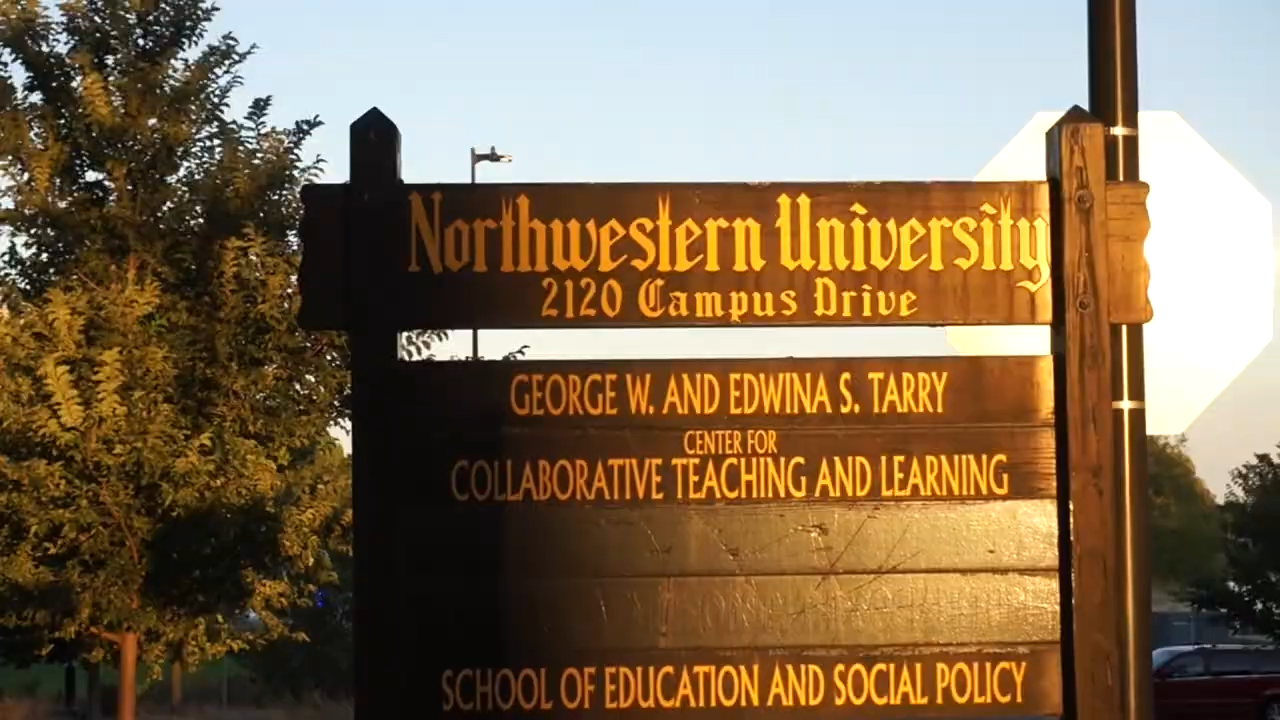 Northwestern University
2120 Campus Drive
GEORGE W. AND EDWINA S. TARRY
CENTER FOR
COLLABORATIVE TEACHING AND LEARNING
SCHOOL OF EDUCATION AND SOCIAL POLICY